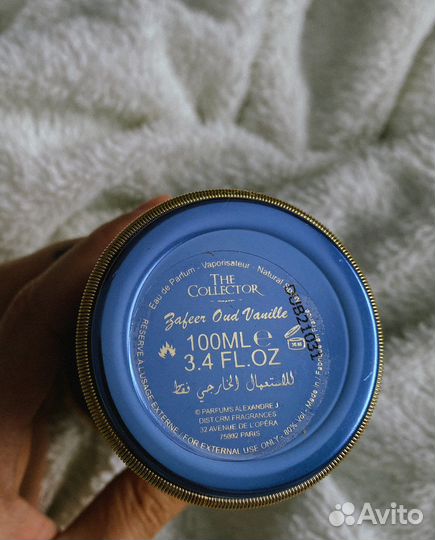 Eau de Parfum - Vaporisateur - Natural
THE
COLLECTOR
Zafeer Oud Vanille
100ML e
3.4 FL.OZ
للاستعمال الخارجي فقط
© PARFUMS ALEXANDRE J
DIST.CRM FRAGRANCES
32 AVENUE DE L'OPÉRA
75002 PARIS
RESERVE A L'USAGE EXTERNE - FOR EXTERNAL USE ONLY - 80% Vol - Made in / Fabri
Avito